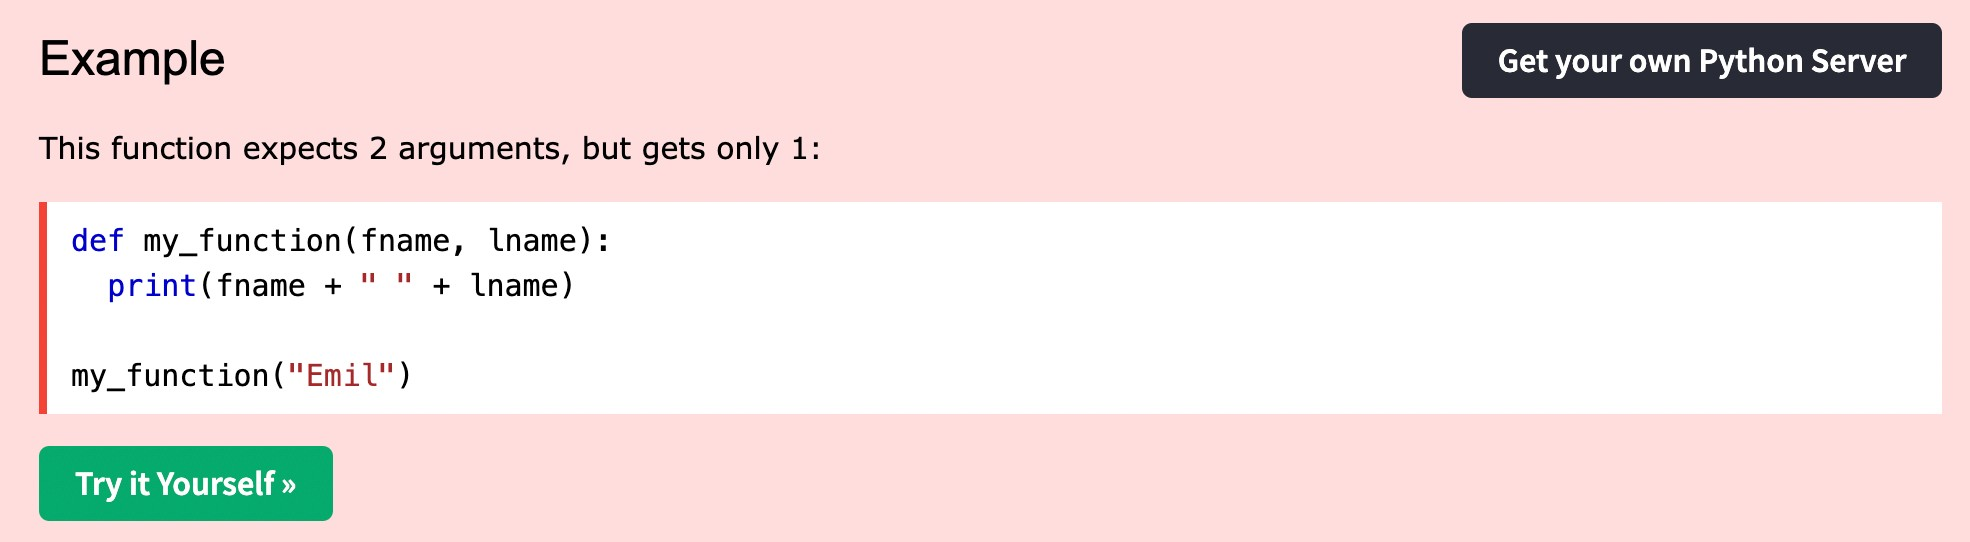 Example
Get your own Python Server
This function expects 2 arguments, but gets only 1:
def my_function(fname, lname):
  print(fname + " " + lname)
my_function("Emil")
Try it Yourself »